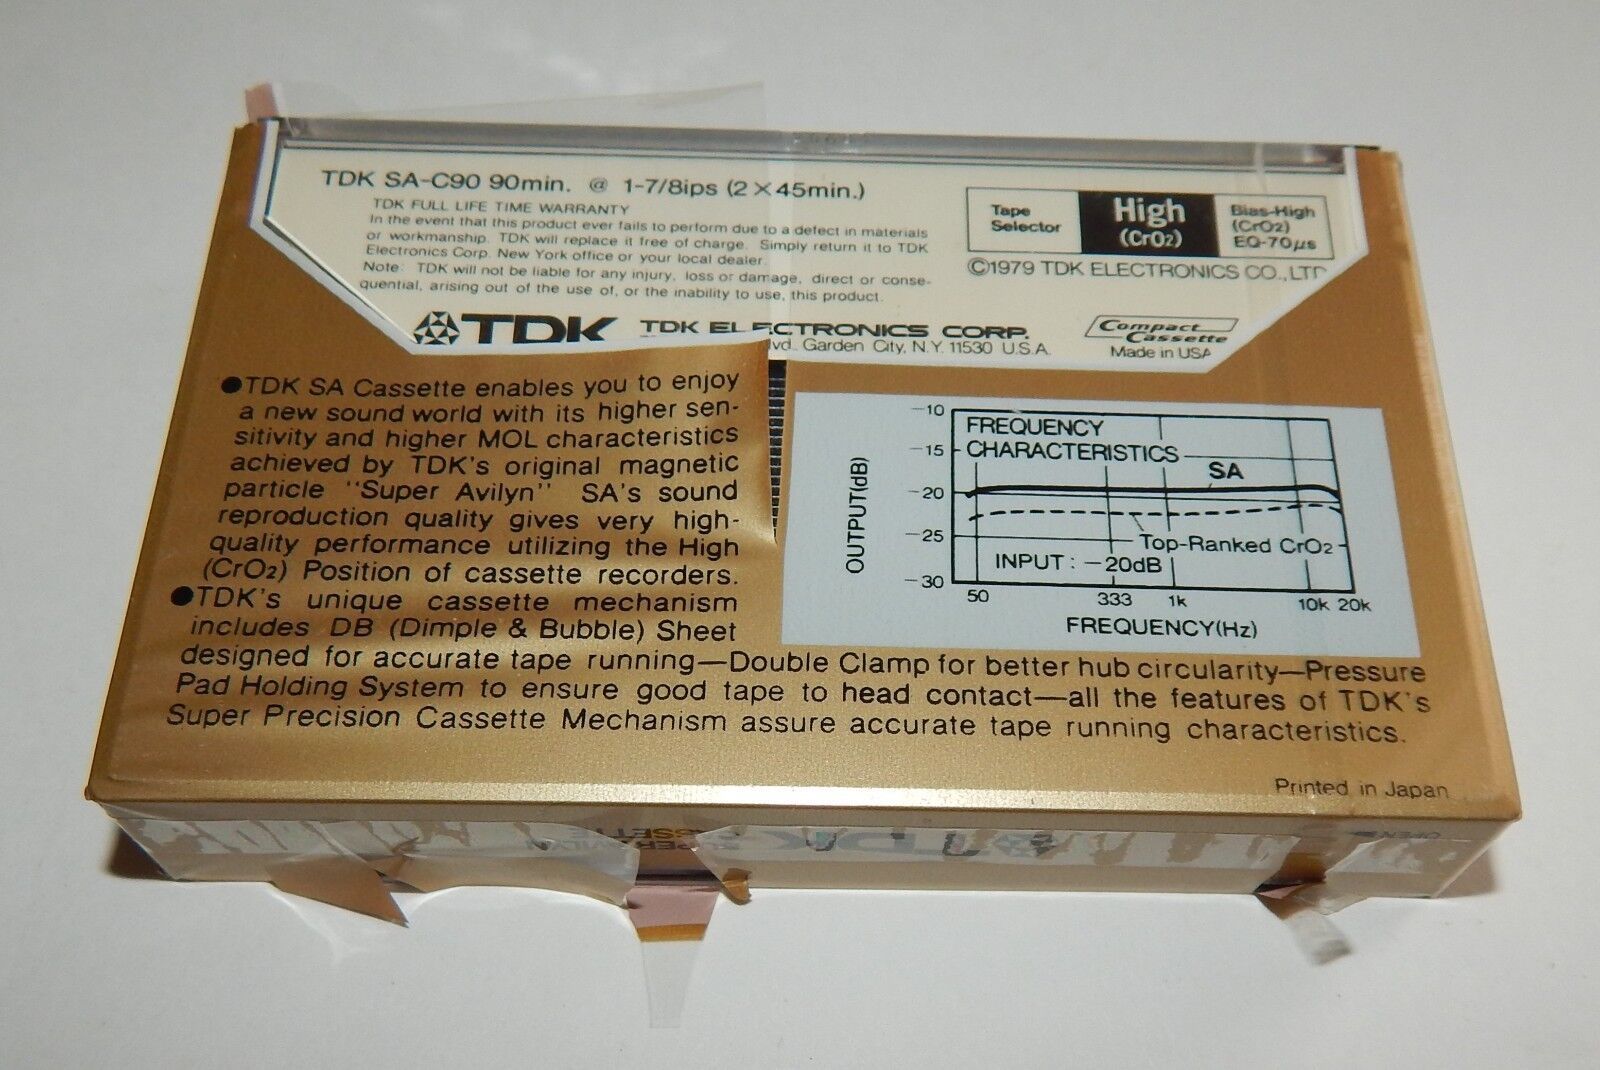 TDK SA-C90 90min. @ 1-7/8ips (2×45min.)
TDK FULL LIFE TIME WARRANTY
In the event that this product ever fails to perform due to a defect in materials
or workmanship. TDK will replace it free of charge. Simply return it to TDK
Electronics Corp. New York office or your local dealer.
Note: TDK will not be liable for any injury, loss or damage, direct or conse-
quential, arising out of the use of, or the inability to use, this product.
Tape
Selector
High
(CrO2)
Bias-High
(CrO2)
EQ-70μs
©1979 TDK ELECTRONICS CO., LTD
TDK
TDK ELECTRONICS CORP.
vd., Garden City, N.Y. 11530 U.S.A.
Compact
Cassette
Made in USA
●TDK SA Cassette enables you to enjoy
a new sound world with its higher sen-
sitivity and higher MOL characteristics
achieved by TDK's original magnetic
particle "Super Avilyn" SA's sound
reproduction quality gives very high-
quality performance utilizing the High
(CrO2) Position of cassette recorders.
●TDK's unique cassette mechanism
includes DB (Dimple & Bubble) Sheet
designed for accurate tape running—Double Clamp for better hub circularity—Pressure
Pad Holding System to ensure good tape to head contact—all the features of TDK's
Super Precision Cassette Mechanism assure accurate tape running characteristics.
FREQUENCY
CHARACTERISTICS
OUTPUT(dB)
-10
-15
-20
-25
-30
SA
Top-Ranked CrO2
INPUT: -20dB
50 333 1k 10k 20k
FREQUENCY(Hz)
Printed in Japan
TDK
OPEN